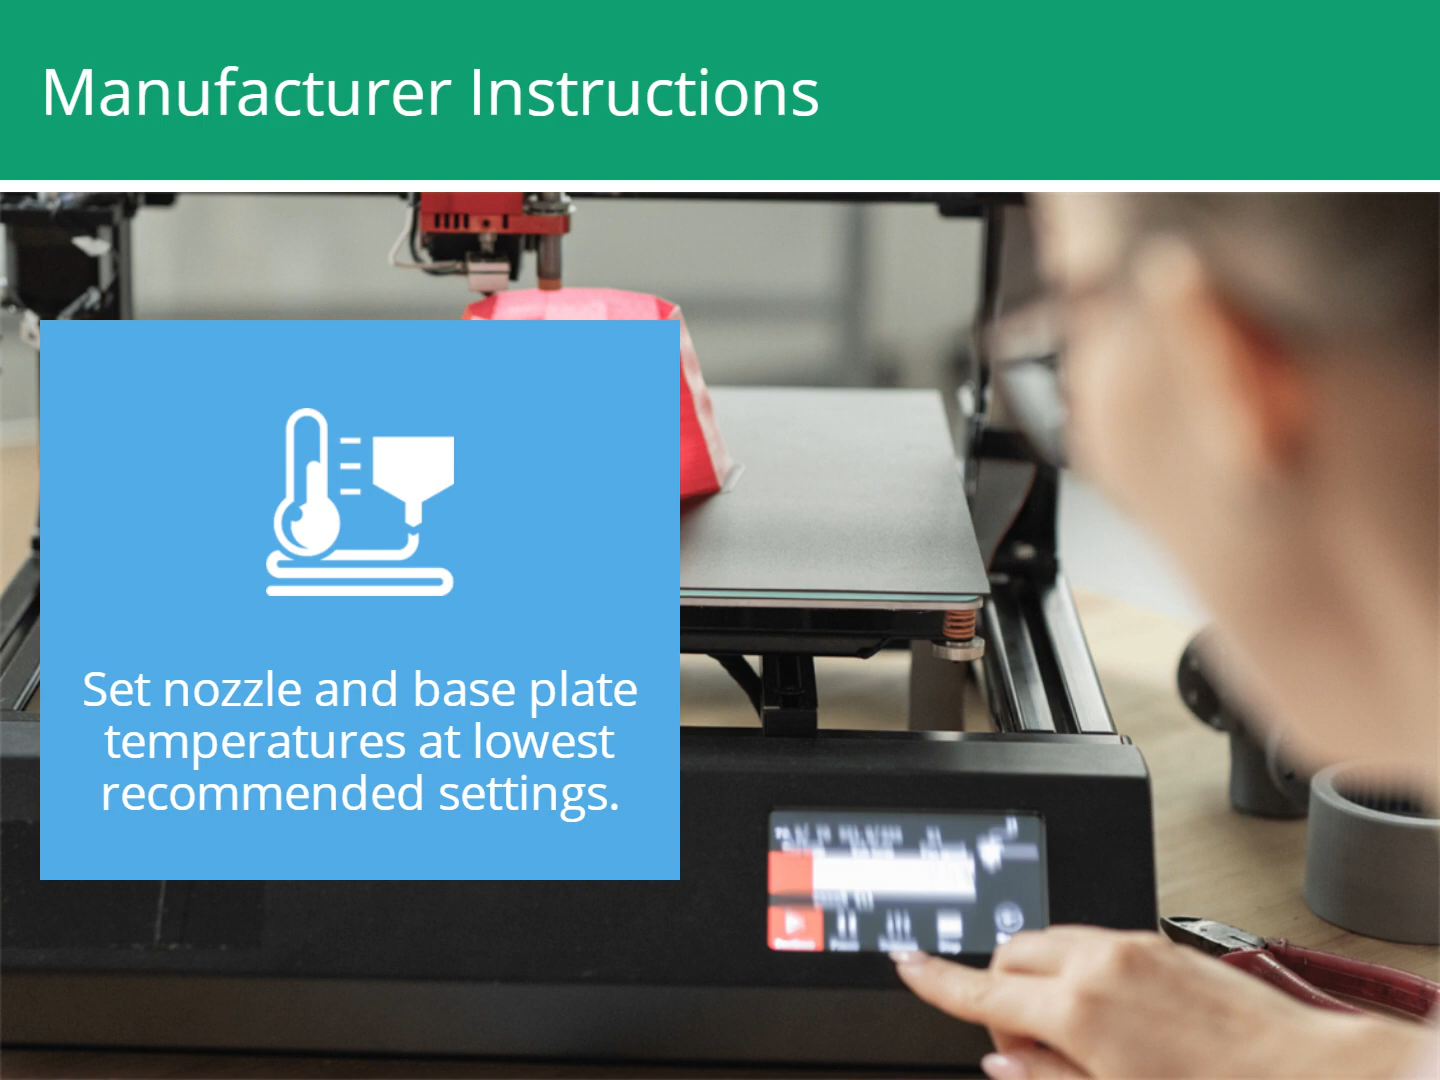 Manufacturer Instructions
Set nozzle and base plate
temperatures at lowest
recommended settings.